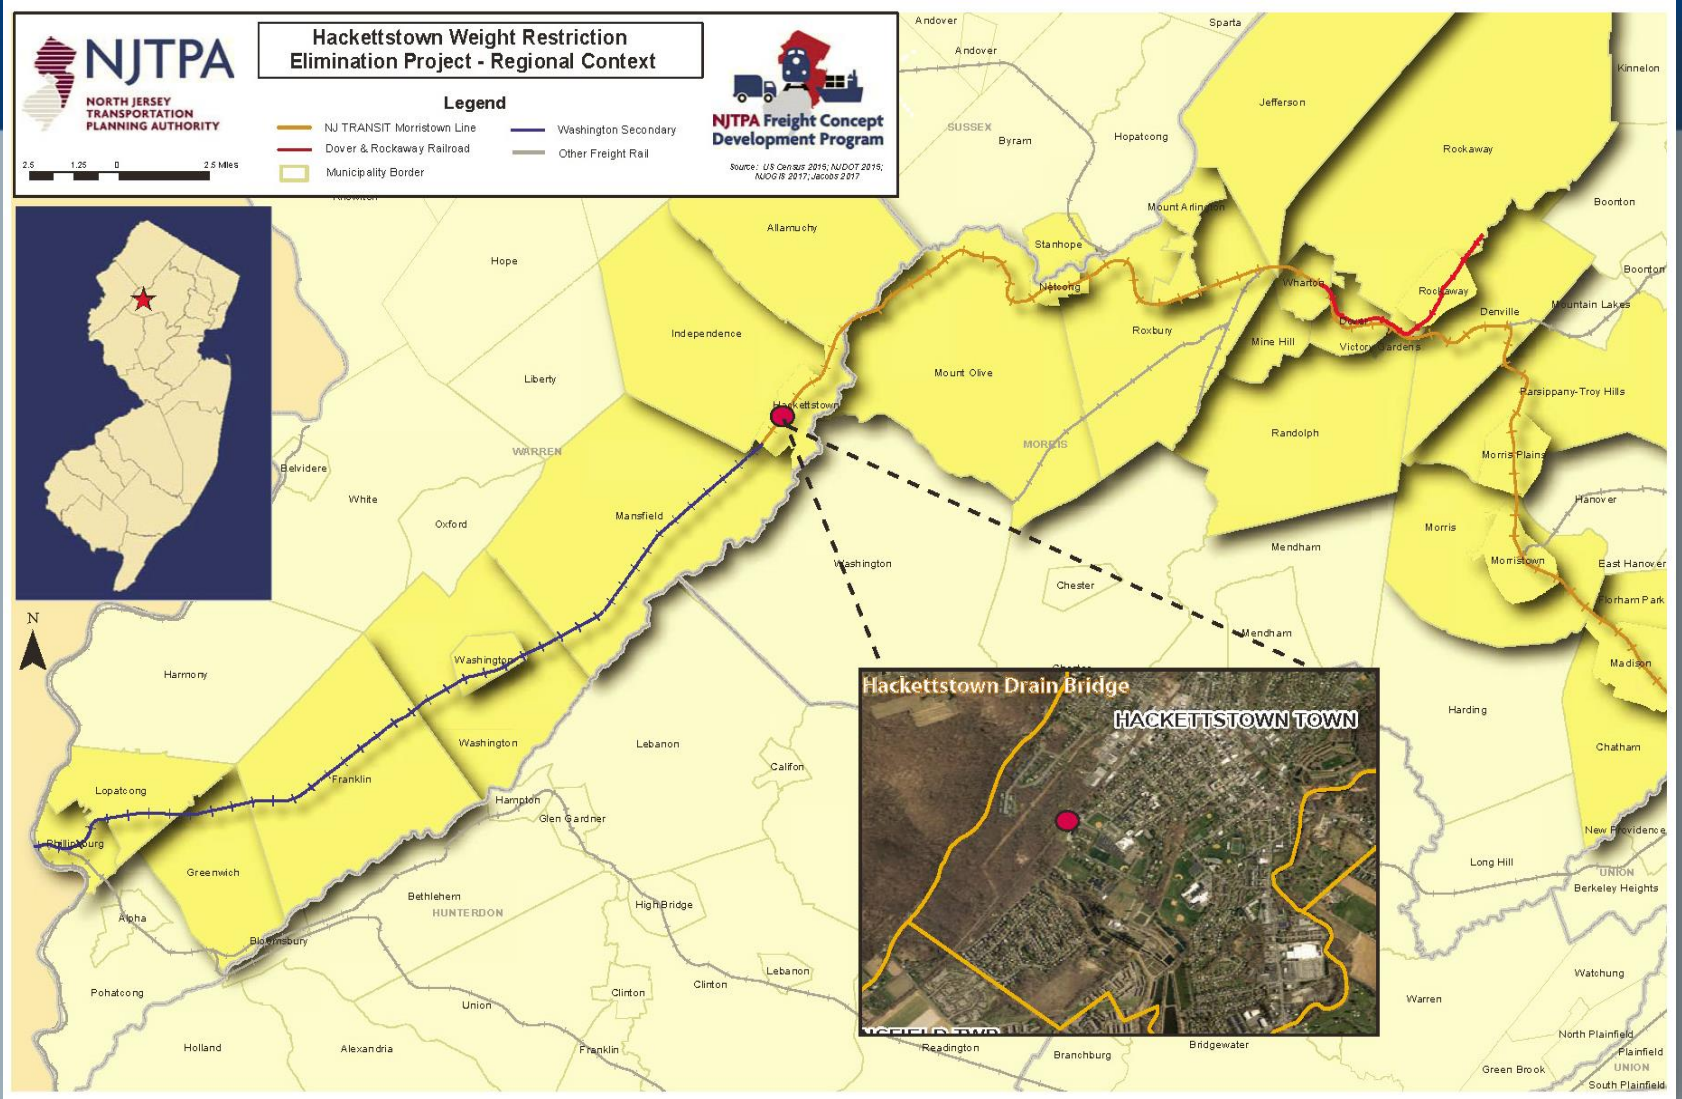 NJTPA
NORTH JERSEY
TRANSPORTATION
PLANNING AUTHORITY
2.5 1.25 0 2.5 Miles
Hackettstown Weight Restriction
Elimination Project - Regional Context
Legend
NJ TRANSIT Morristown Line
Washington Secondary
Dover & Rockaway Railroad
Other Freight Rail
Municipality Border
NJTPA Freight Concept
Development Program
Source: US Census 2015; NJDOT 2015;
NJOGIS 2017; Jacobs 2017
Andover
Sparta
Andover
Kinnelon
Jefferson
SUSSEX
Byram
Hopatcong
Rockaway
Boonton
Mount Arlington
Allamuchy
Stanhope
Hope
Boonton
Netcong
Wharton
Rockaway
Mountain Lakes
Denville
Independence
Roxbury
Dover
Mine Hill
Victory Gardens
Liberty
Mount Olive
Parsippany-Troy Hills
Hackettstown
Randolph
MORRIS
WARREN
Morris Plains
Belvidere
White
Hanover
Oxford
Mansfield
Morris
Mendham
Washington
Morristown
East Hanover
Chester
Florham Park
N
Mendham
Washington
Madison
Harmony
Chester
Hackettstown Drain Bridge
HACKETTSTOWN TOWN
Harding
Washington
Lebanon
Chatham
Califon
Franklin
Lopatcong
Hampton
Glen Gardner
New Providence
Phillipsburg
Long Hill
Greenwich
UNION
Berkeley Heights
Bethlehem
High Bridge
HUNTERDON
Alpha
Bloomsbury
Lebanon
Watchung
Clinton
Pohatcong
Clinton
Warren
Union
North Plainfield
Holland
Alexandria
Franklin
Readington
Branchburg
Bridgewater
Plainfield
Green Brook
UNION
South Plainfield